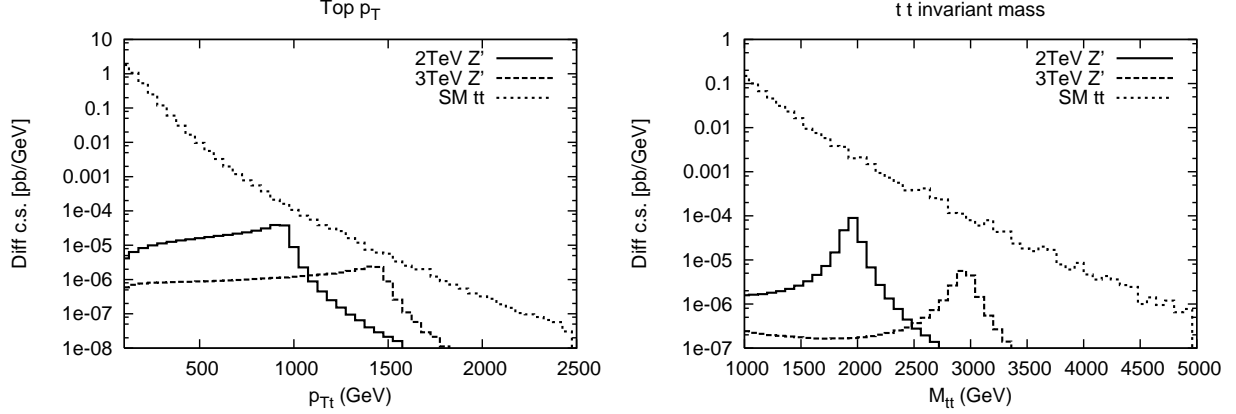 Top pT
Diff c.s. [pb/GeV]
10
1
0.1
0.01
0.001
1e-04
1e-05
1e-06
1e-07
1e-08
2TeV Z'
3TeV Z'
SM tt
500
1000
1500
2000
2500
pTt (GeV)
t t invariant mass
Diff c.s. [pb/GeV]
1
0.1
0.01
0.001
1e-04
1e-05
1e-06
1e-07
2TeV Z'
3TeV Z'
SM tt
1000 1500 2000 2500 3000 3500 4000 4500 5000
Mtt (GeV)